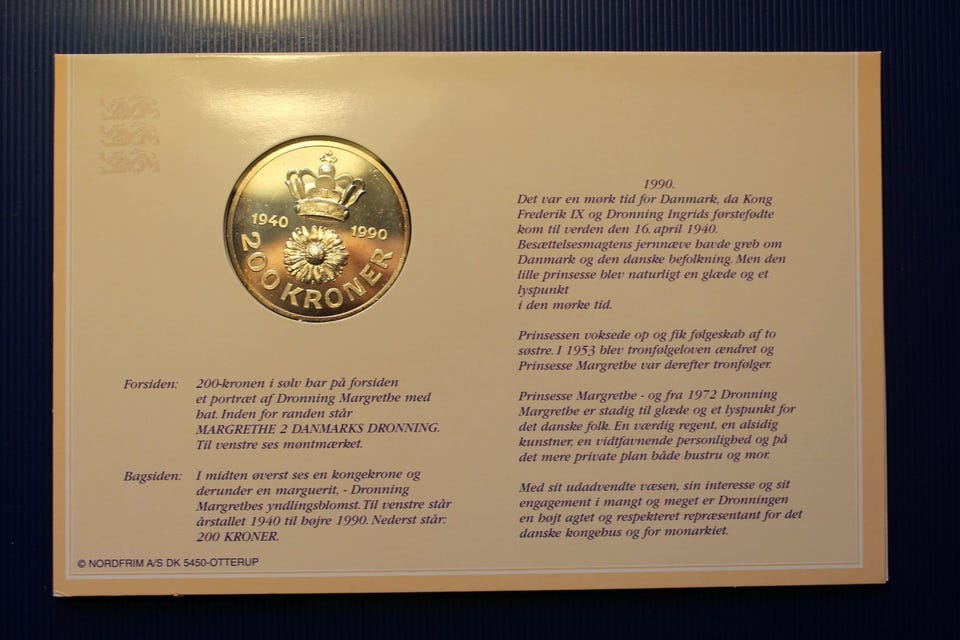 1940
1990
200 KRONER
Forsiden: 200-kronen i sølv har på forsiden
et portræt af Dronning Margrethe med
hat. Inden for randen står
MARGRETHE 2 DANMARKS DRONNING.
Til venstre ses møntmærket.
Bagsiden: I midten øverst ses en kongekrone og
derunder en marguerit, - Dronning
Margrethes yndlingsblomst. Til venstre står
årstallet 1940 til højre 1990. Nederst står:
200 KRONER.
© NORDFRIM A/S DK 5450-OTTERUP
1990.
Det var en mørk tid for Danmark, da Kong
Frederik IX og Dronning Ingrids førstefødte
kom til verden den 16. april 1940.
Besættelsesmagtens jernnæve havde greb om
Danmark og den danske befolkning. Men den
lille prinsesse blev naturligt en glæde og et
lyspunkt
i den mørke tid.
Prinsessen voksede op og fik følgeskab af to
søstre. I 1953 blev tronfølgeloven ændret og
Prinsesse Margrethe var derefter tronfølger.
Prinsesse Margrethe - og fra 1972 Dronning
Margrethe er stadig til glæde og et lyspunkt for
det danske folk. En værdig regent, en alsidig
kunstner, en vidtfavnende personlighed og på
det mere private plan både hustru og mor.
Med sit udadvendte væsen, sin interesse og sit
engagement i mangt og meget er Dronningen
en højt agtet og respekteret repræsentant for det
danske kongehus og for monarkiet.